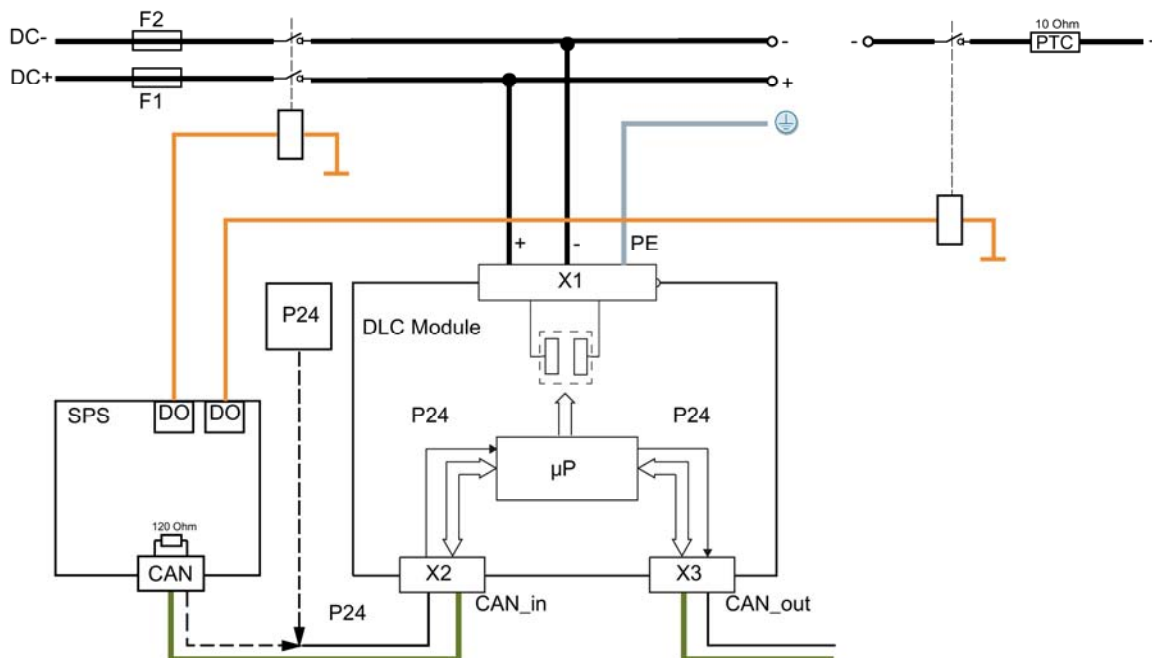 F2
10 Ohm
DC-
-
-
PTC
-
DC+
+
F1
+
-
PE
X1
P24
DLC Module
SPS
DO
DO
P24
P24
µP
120 Ohm
CAN
X2
X3
P24
CAN_in
CAN_out